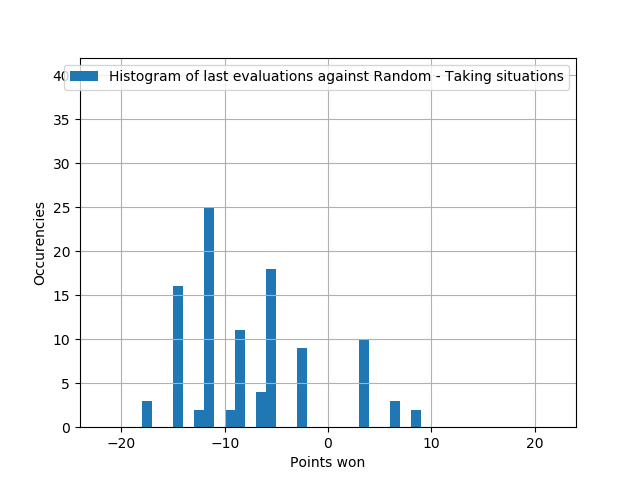 Histogram of last evaluations against Random - Taking situations
40
35
30
25
20
15
10
5
0
Occurencies
−20 −10 0 10 20
Points won